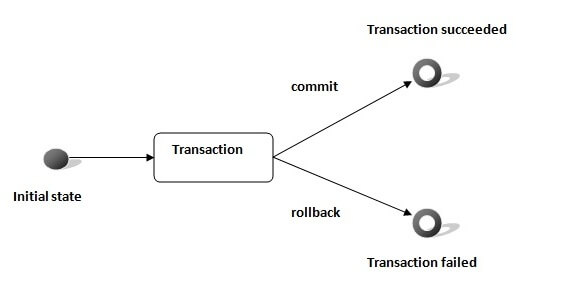 Transaction succeeded
commit
Transaction
Initial state
rollback
Transaction failed